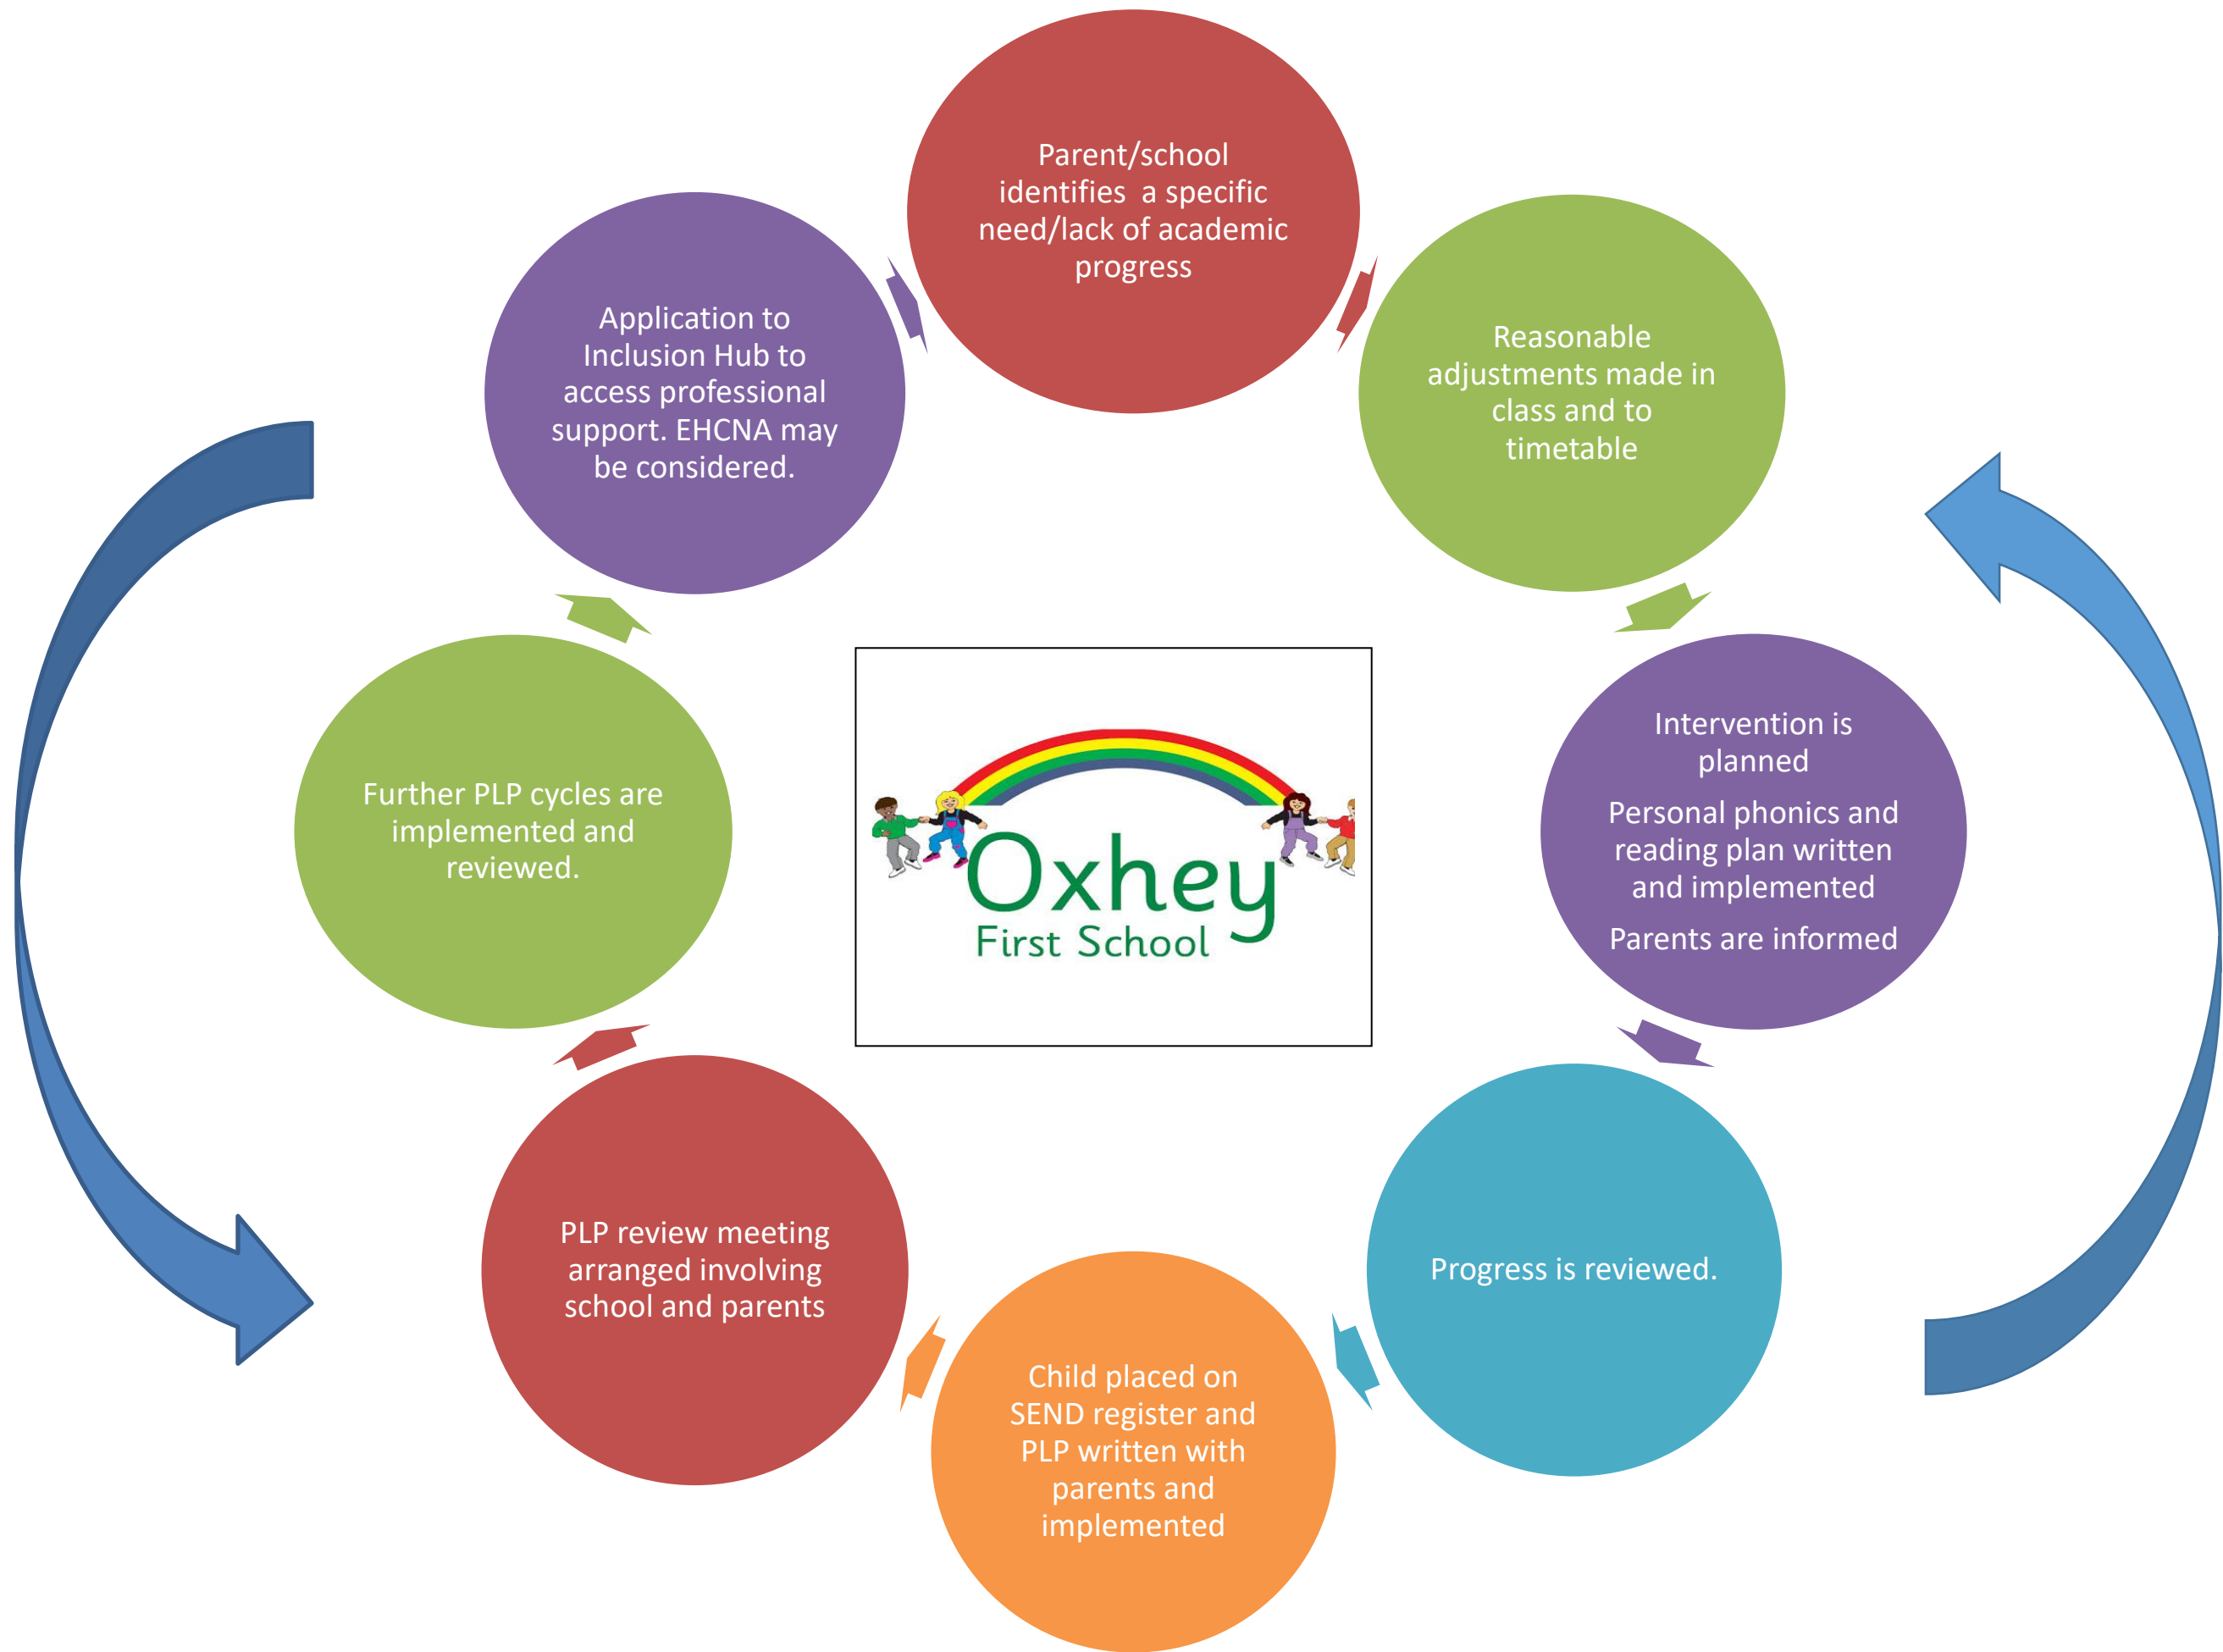 Parent/school
identifies  a specific
need/lack of academic
progress
Reasonable
adjustments made in
class and to
timetable
Intervention is
planned
Personal phonics and
reading plan written
and implemented
Parents are informed
Progress is reviewed.
Child placed on
SEND register and
PLP written with
parents and
implemented
PLP review meeting
arranged involving
school and parents
Further PLP cycles are
implemented and
reviewed.
Application to
Inclusion Hub to
access professional
support. EHCNA may
be considered.
Oxhey
First School